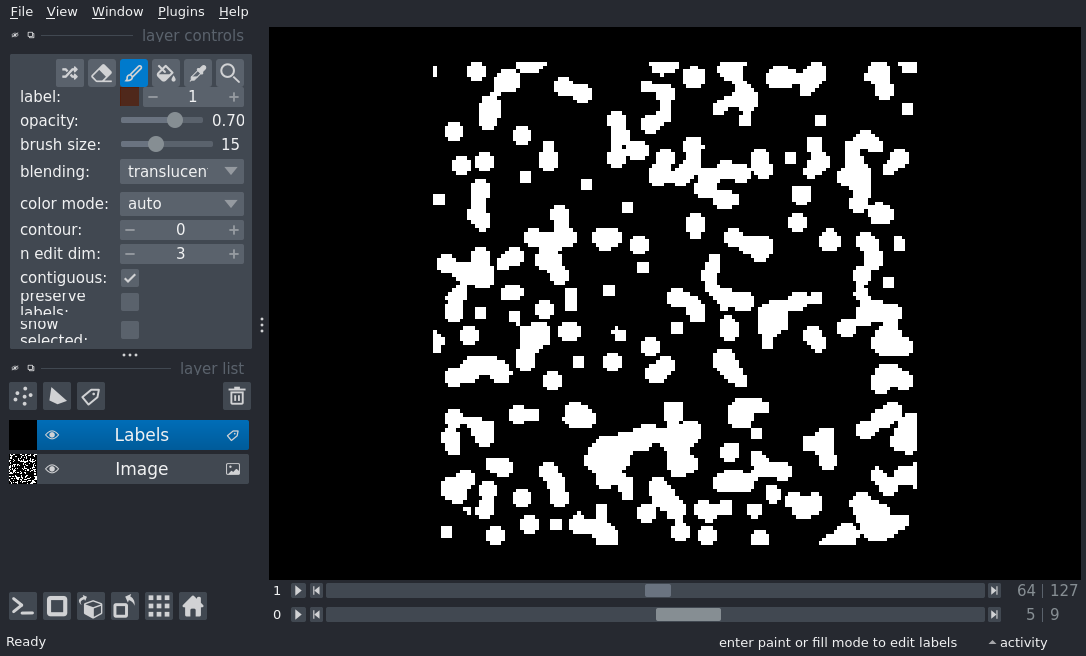 File View Window Plugins Help
layer controls
label: 1
opacity: 0.70
brush size: 15
blending: translucen
color mode: auto
contour: 0
n edit dim: 3
contiguous:
preserve
labels:
show
selected:
layer list
Labels
Image
1 64 127
0 5 9
Ready enter paint or fill mode to edit labels activity